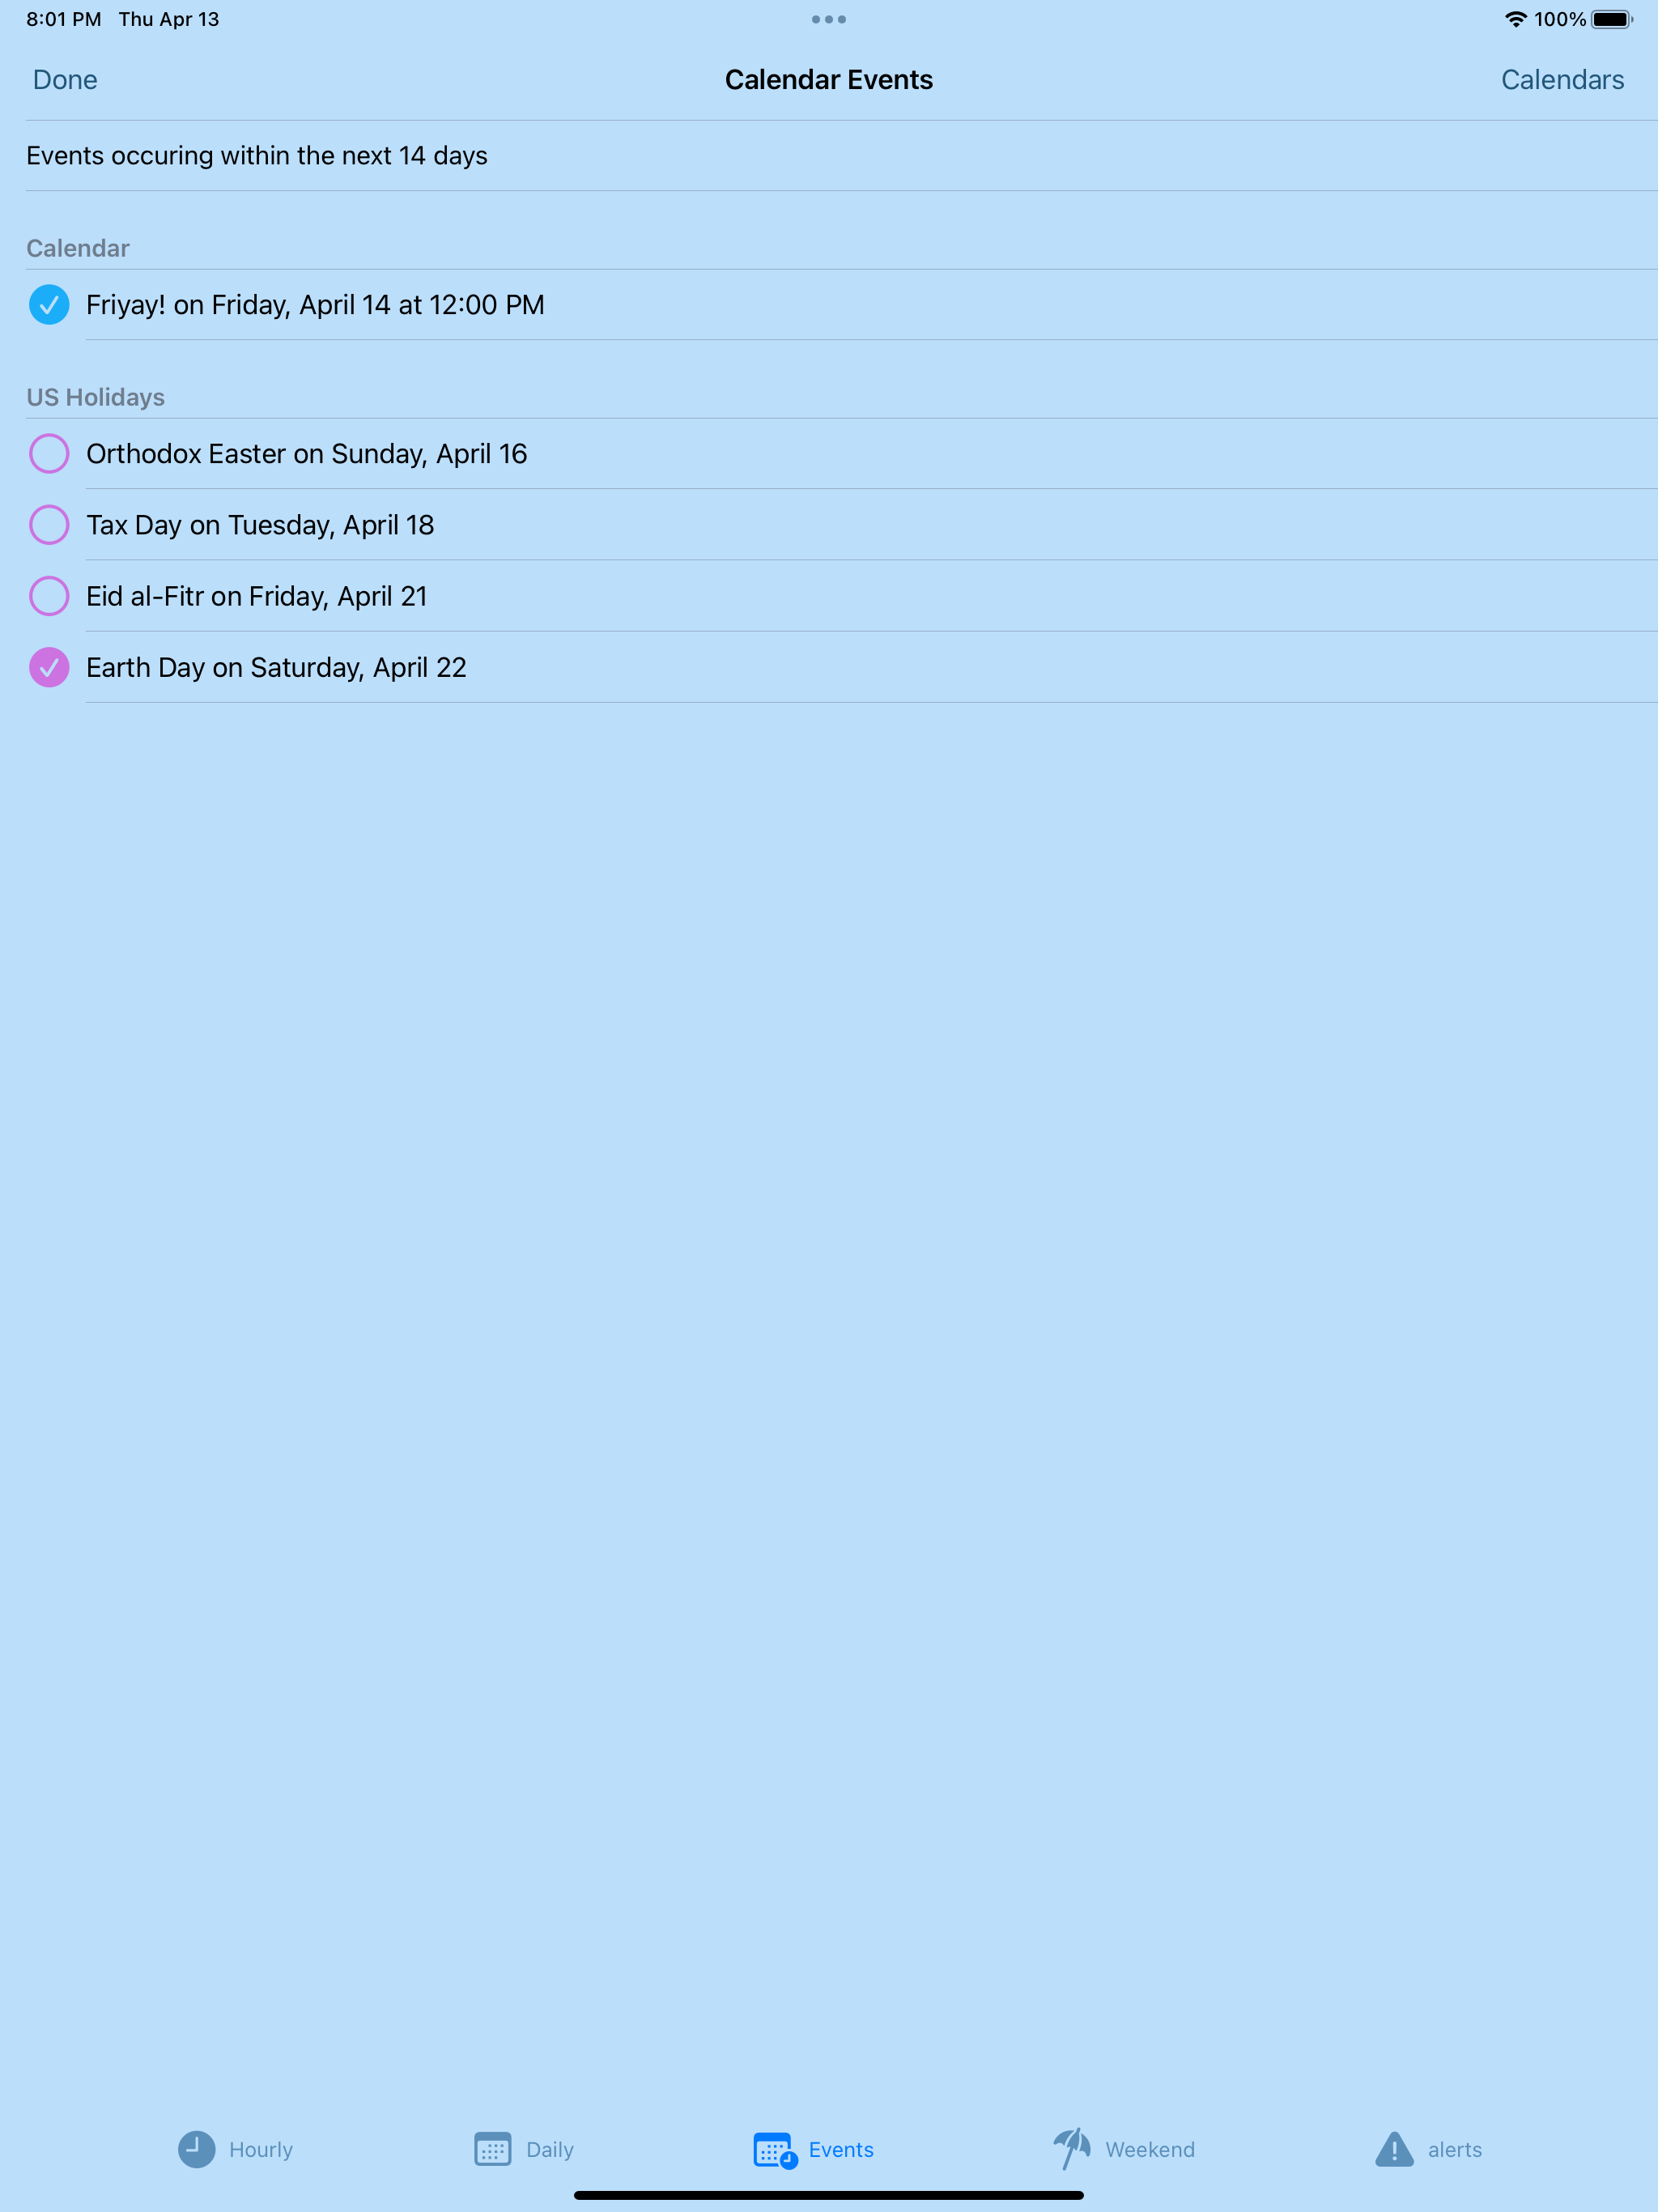 8:01 PM Thu Apr 13 100%
Done Calendar Events Calendars
Events occuring within the next 14 days
Calendar
Friyay! on Friday, April 14 at 12:00 PM
US Holidays
Orthodox Easter on Sunday, April 16
Tax Day on Tuesday, April 18
Eid al-Fitr on Friday, April 21
Earth Day on Saturday, April 22
Hourly Daily Events Weekend alerts